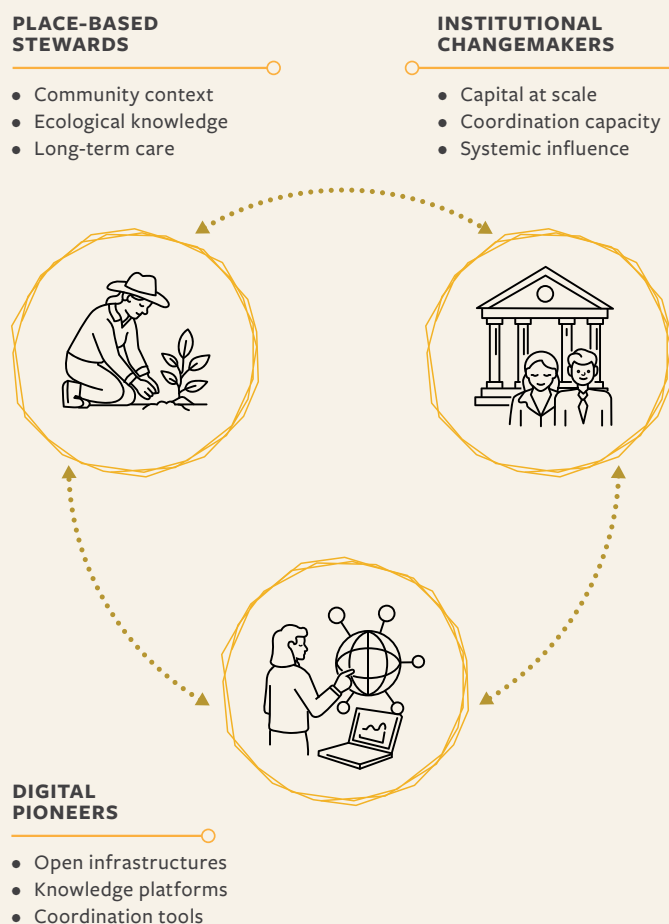 PLACE-BASED
STEWARDS
• Community context
• Ecological knowledge
• Long-term care
INSTITUTIONAL
CHANGEMAKERS
• Capital at scale
• Coordination capacity
• Systemic influence
DIGITAL
PIONEERS
• Open infrastructures
• Knowledge platforms
• Coordination tools